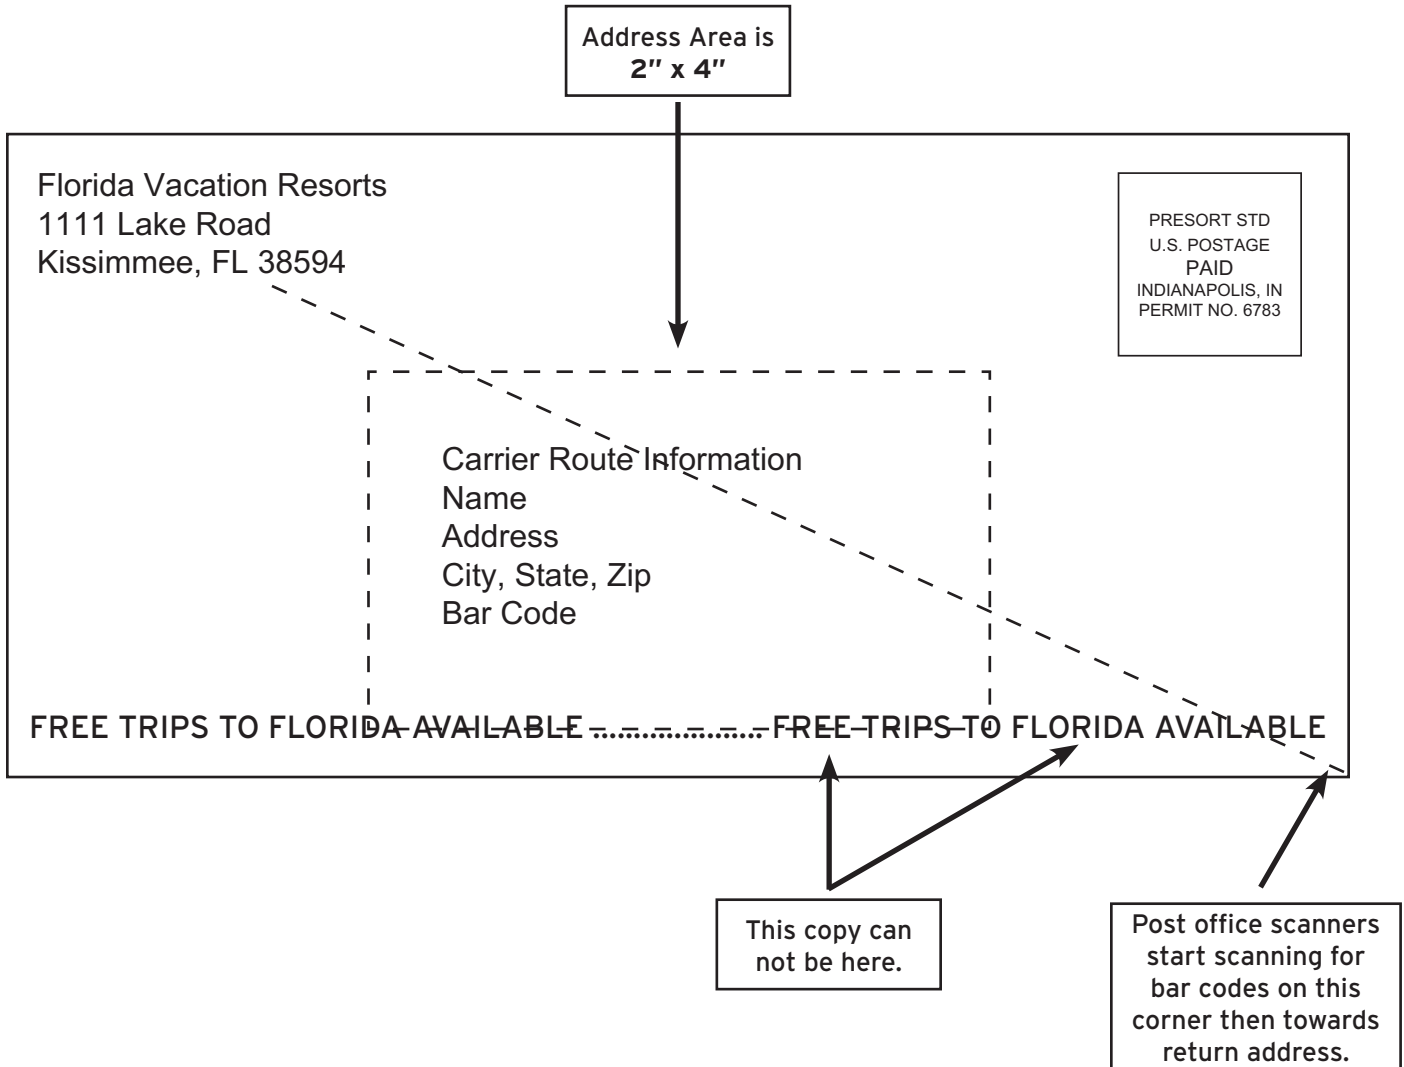 Address Area is
2" x 4"
Florida Vacation Resorts
1111 Lake Road
Kissimmee, FL 38594
PRESORT STD
U.S. POSTAGE
PAID
INDIANAPOLIS, IN
PERMIT NO. 6783
Carrier Route Information
Name
Address
City, State, Zip
Bar Code
FREE TRIPS TO FLORIDA AVAILABLE ..................... FREE TRIPS TO FLORIDA AVAILABLE
This copy can
not be here.
Post office scanners
start scanning for
bar codes on this
corner then towards
return address.